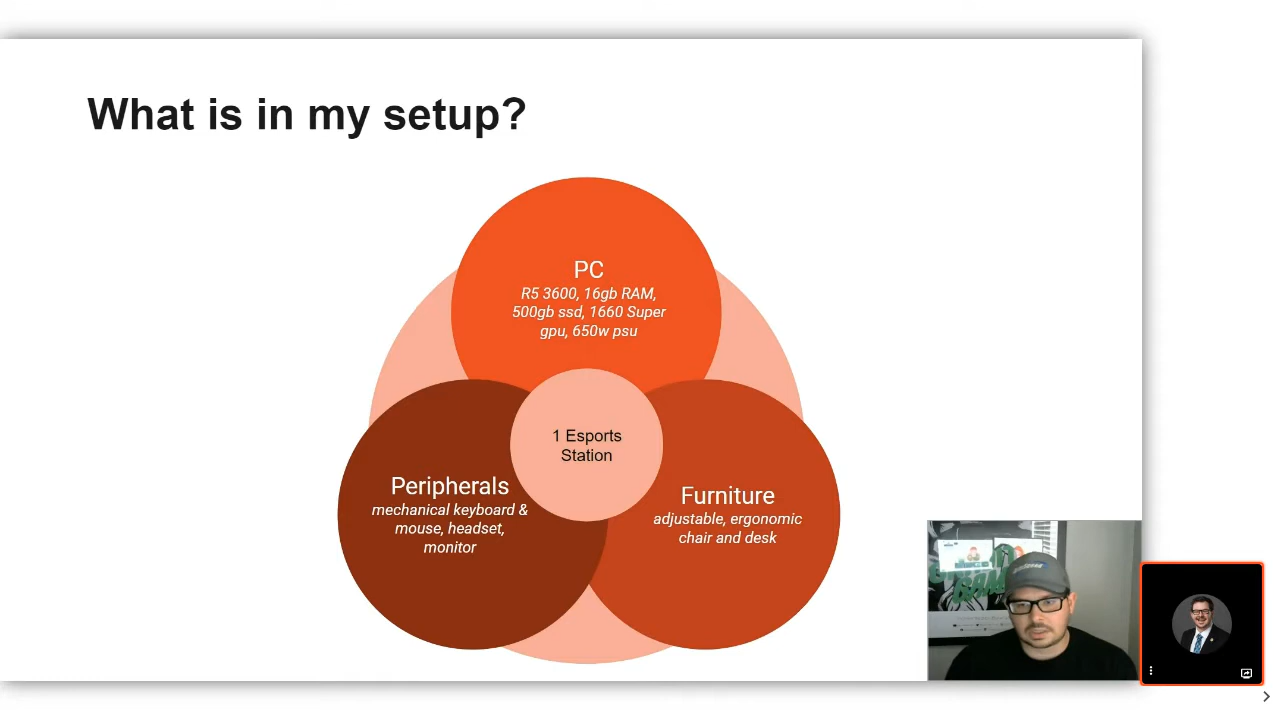 What is in my setup?
PC
R5 3600, 16gb RAM,
500gb ssd, 1660 Super
gpu, 650w psu
1 Esports
Station
Peripherals
mechanical keyboard &
mouse, headset,
monitor
Furniture
adjustable, ergonomic
chair and desk